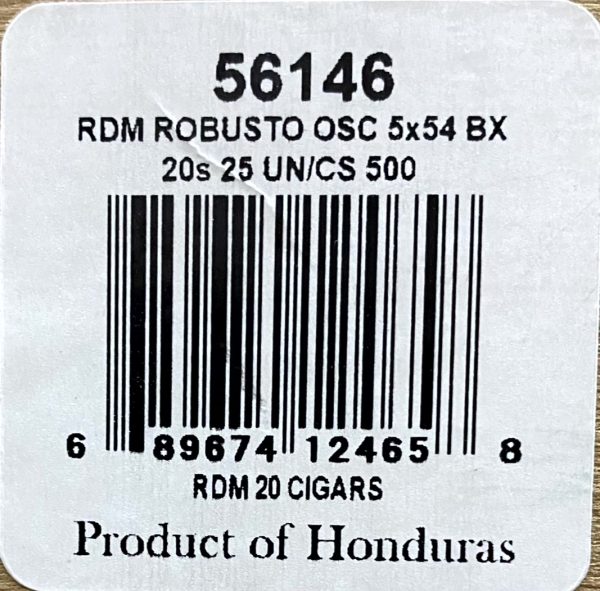 56146
RDM ROBUSTO OSC 5x54 BX
20s 25 UN/CS 500
6 89674 12465 8
RDM 20 CIGARS
Product of Honduras